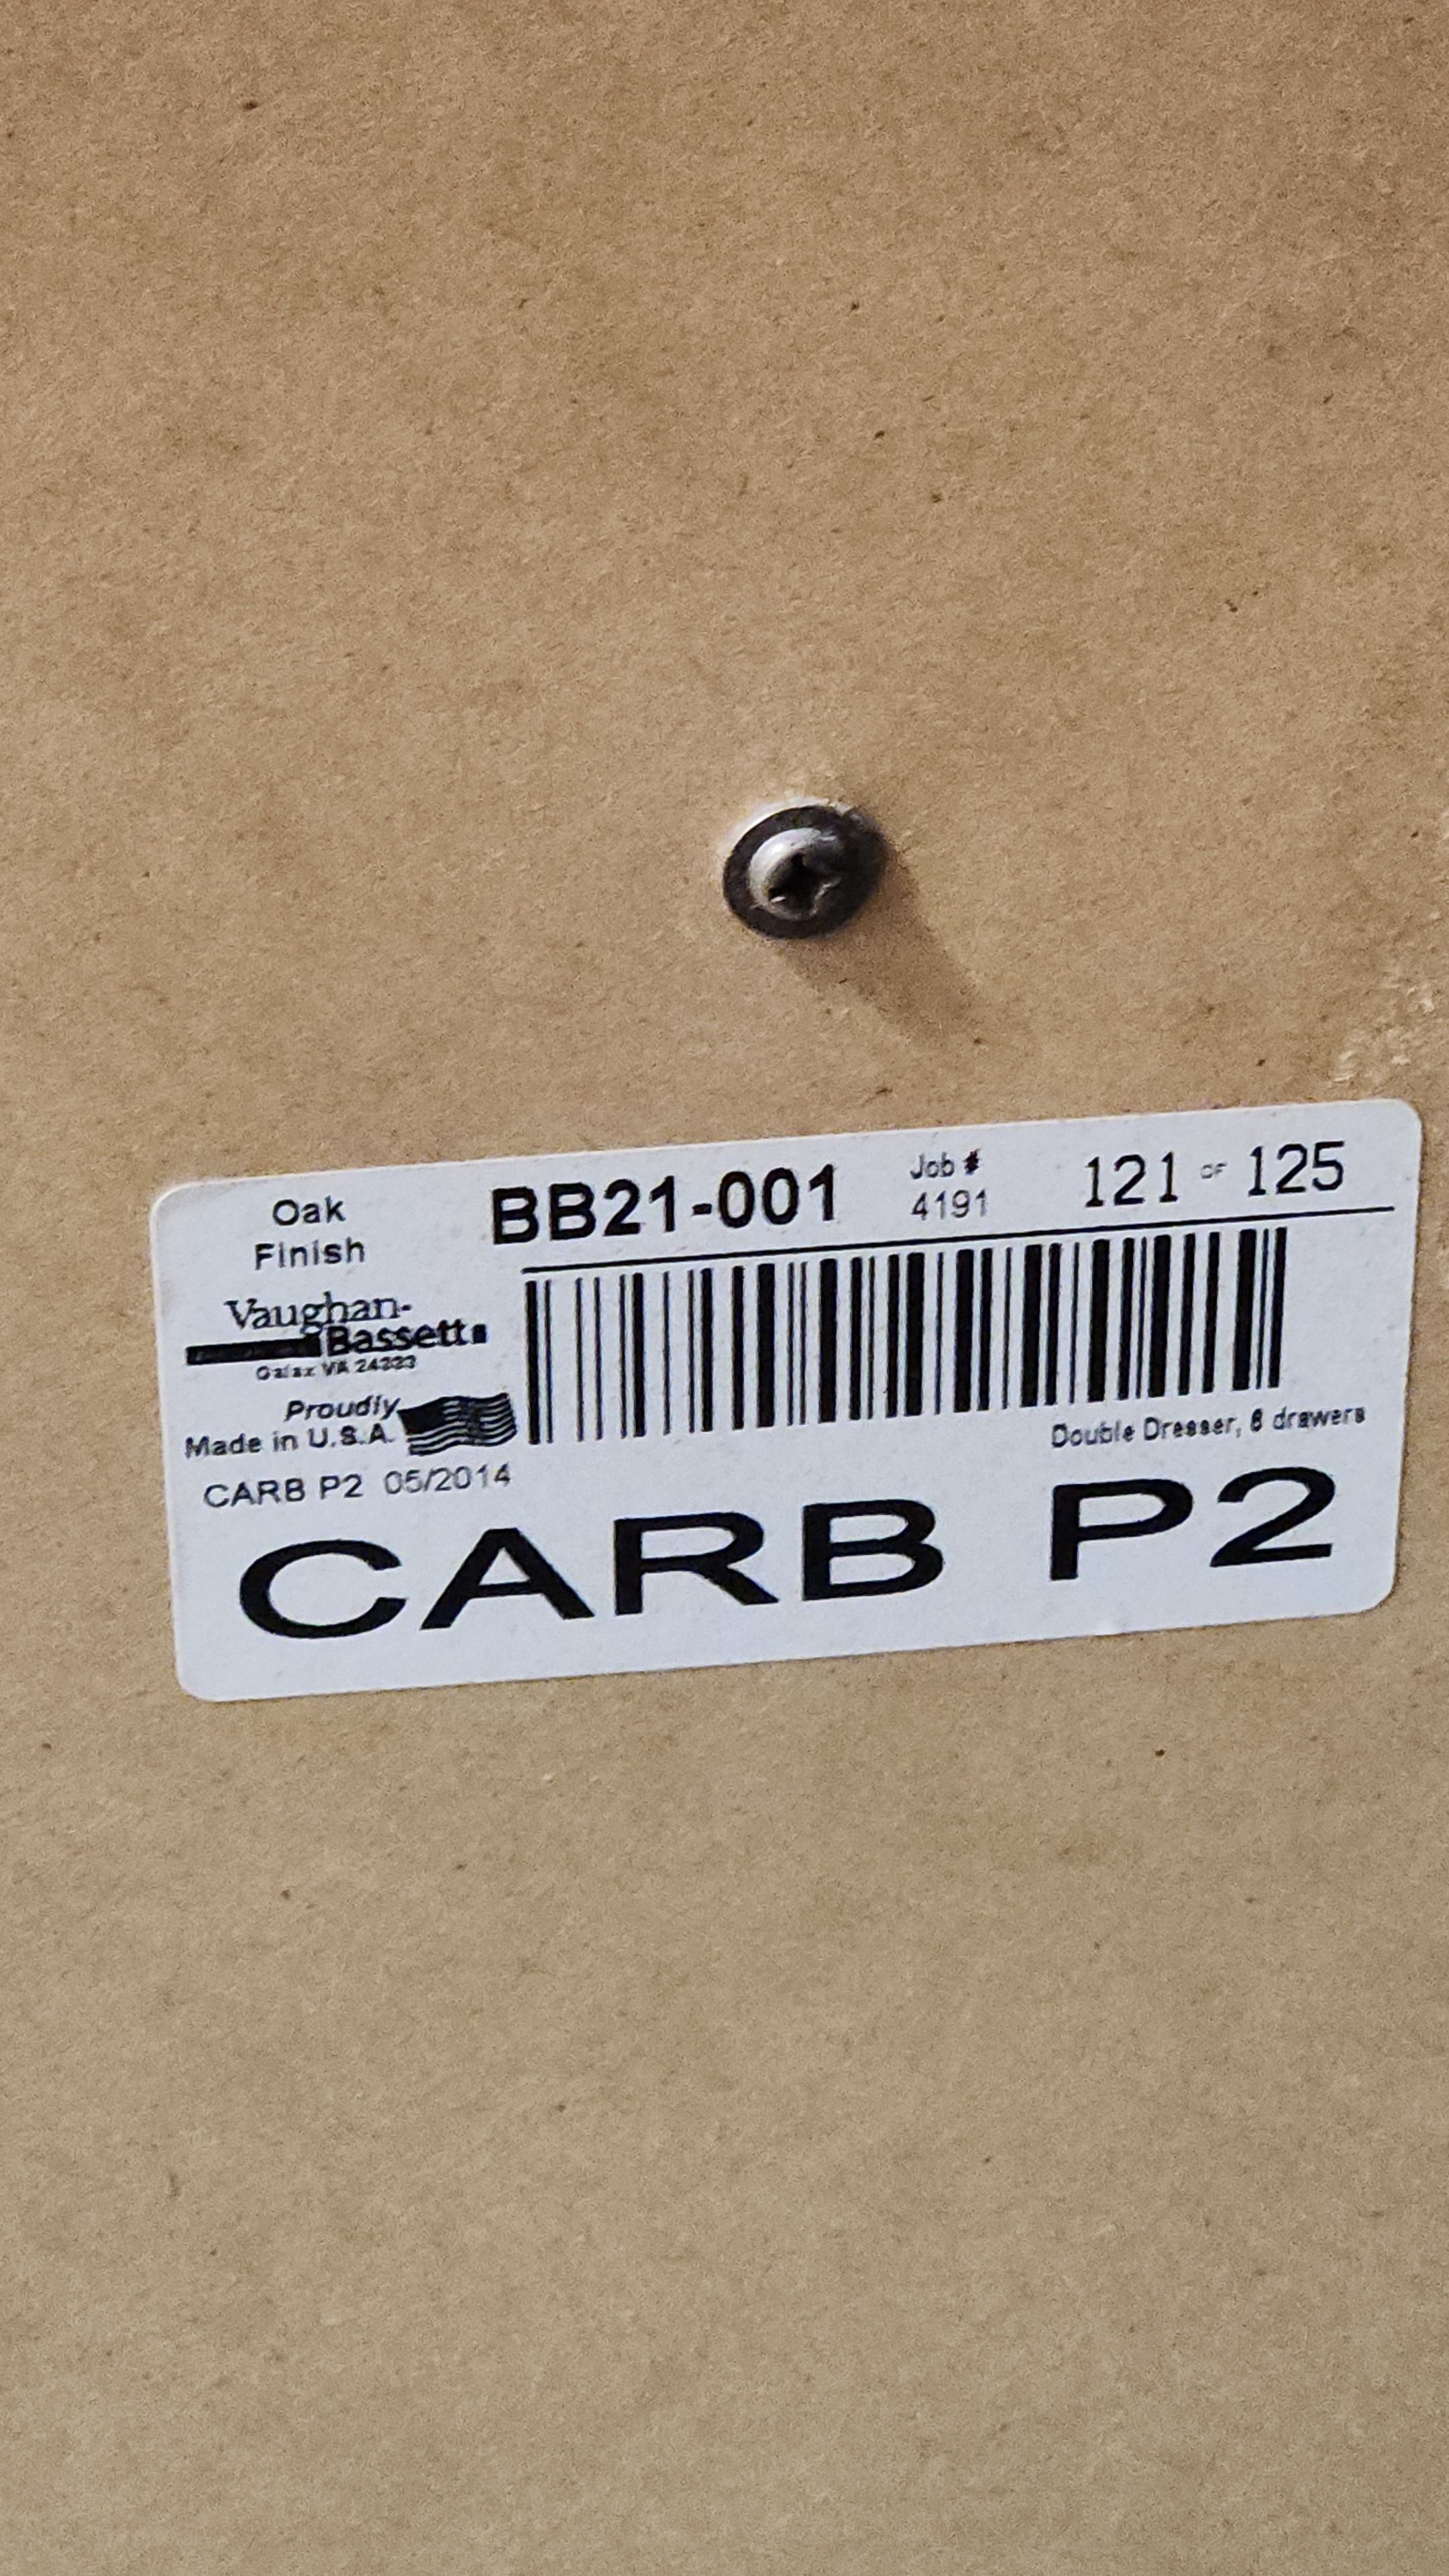 Oak
Finish
BB21-001
Job #
4191
121 OF 125
Vaughan-
Bassett
Galax VA 24333
Proudly
Made in U.S.A.
CARB P2 05/2014
Double Dresser, drawers
CARB P2